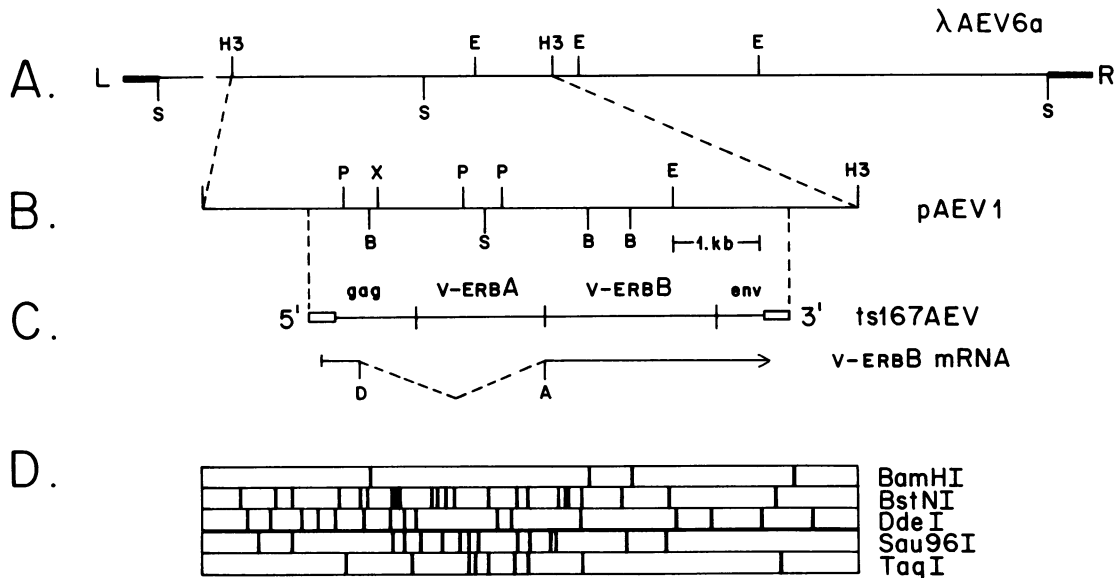 λAEV6a
H3 E H3 E E
A. L R
S S S
P X P P E H3
B. pAEV1
B S B B 1.kb
gag V-ERBA V-ERBB env
C. 5' 3' ts167AEV
V-ERBB mRNA
D A
D. BamHI
BstNI
DdeI
Sau96I
TaqI